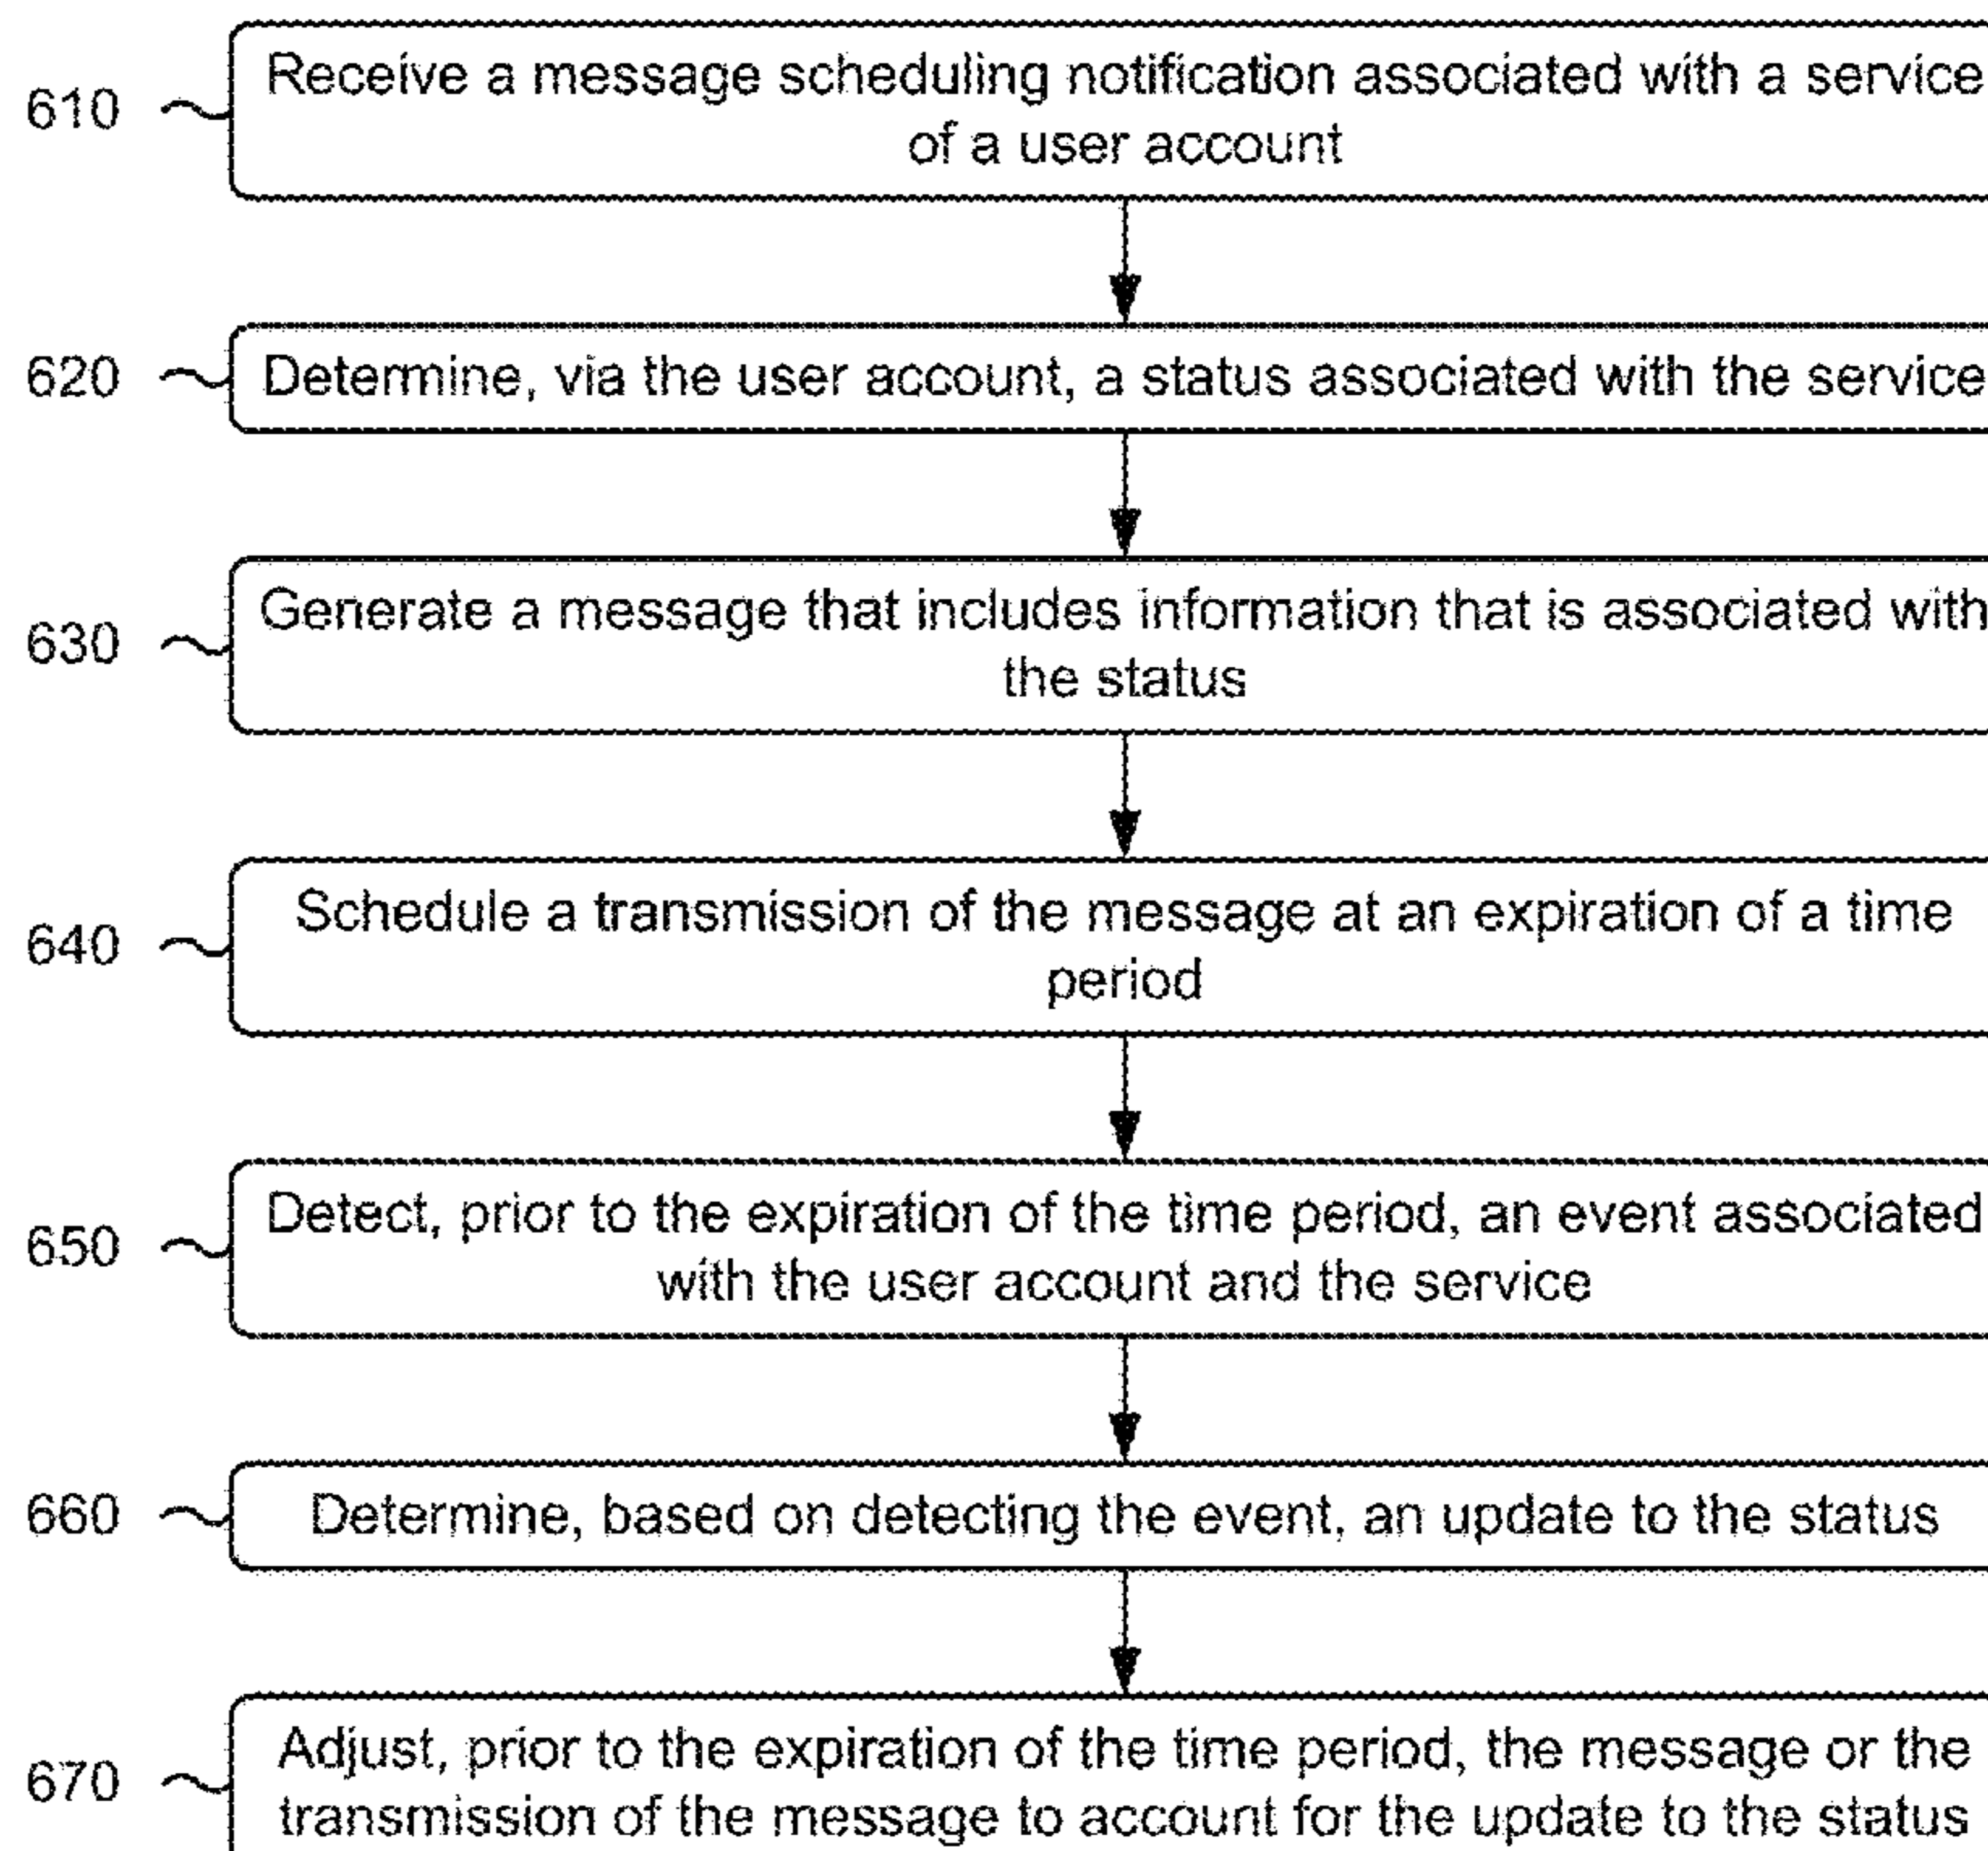 610
Receive a message scheduling notification associated with a service
of a user account
620
Determine, via the user account, a status associated with the service
630
Generate a message that includes information that is associated with
the status
640
Schedule a transmission of the message at an expiration of a time
period
650
Detect, prior to the expiration of the time period, an event associated
with the user account and the service
660
Determine, based on detecting the event, an update to the status
670
Adjust, prior to the expiration of the time period, the message or the
transmission of the message to account for the update to the status